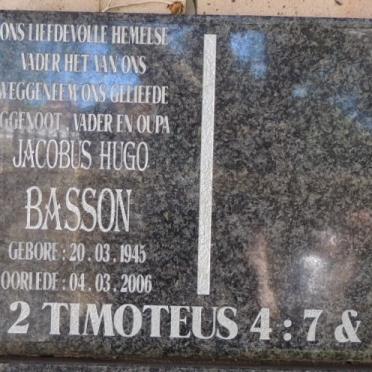 ONS LIEFDEVOLLE HEMELSE
VADER HET VAN ONS
WEGGENEEM ONS GELIEFDE
GGENOOT, VADER EN OUPA
JACOBUS HUGO
BASSON
GEBORE : 20 . 03 . 1945
OORLEDE : 04 . 03 . 2006
2 TIMOTEUS 4 : 7 &